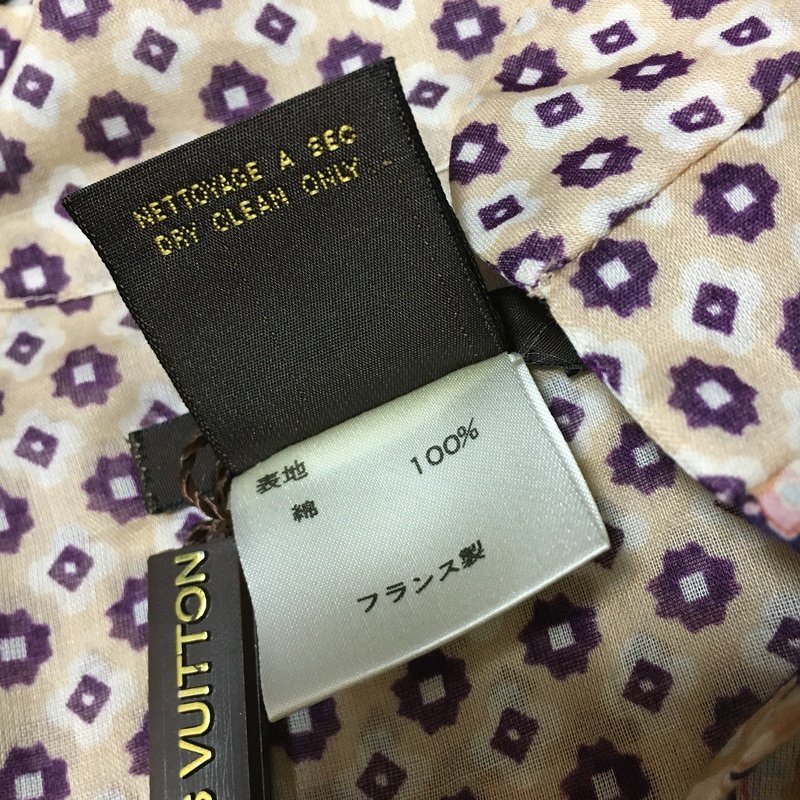 NETTOYAGE A SEC
DRY CLEAN ONLY
表地
綿 100%
フランス製
S VUITTON